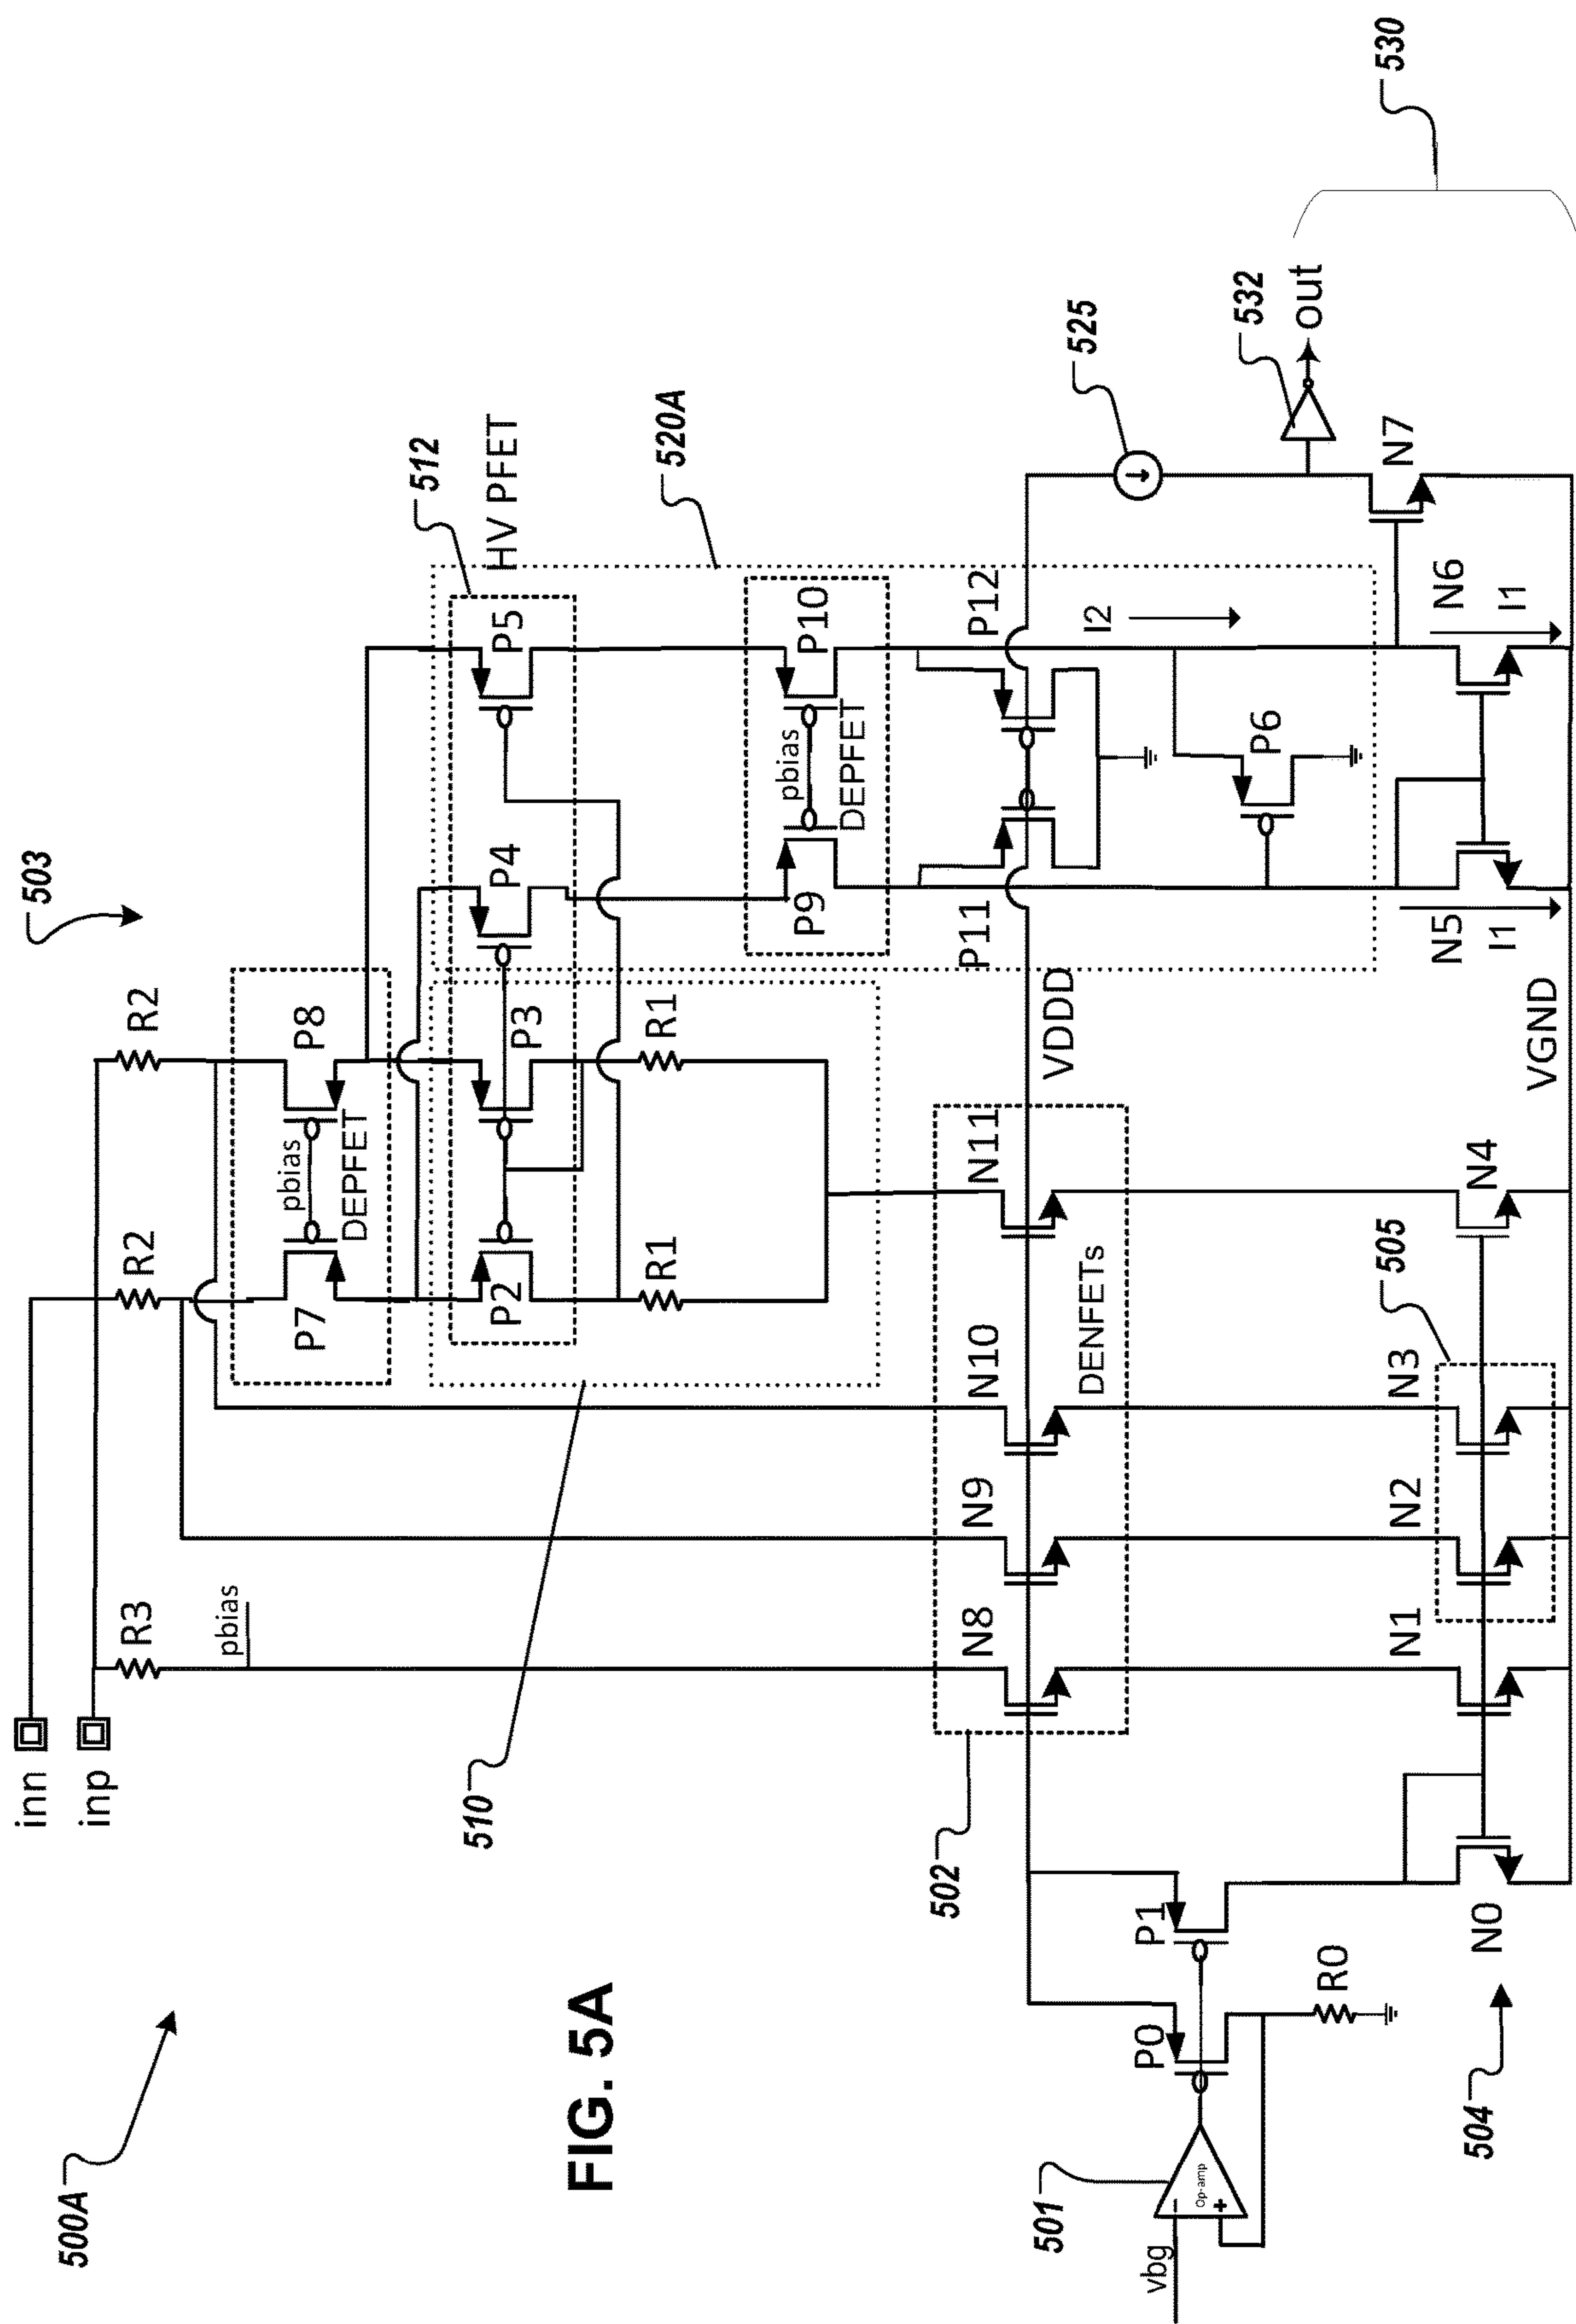 500A
FIG. 5A
503
inn
inp
R3
R2
R2
pbias
P7
pbias
P8
DEPFET
512
HV PFET
P2
P3
P4
P5
510
R1
R1
520A
P9
pbias
P10
DEPFET
502
N8
N9
N10
N11
DENFETs
VDDD
P11
P12
I2
525
501
vbg
Op-amp
−
+
P0
P1
R0
P6
532
out
530
504
N0
N1
N2
N3
505
N4
VGND
N5
I1
N6
I1
N7